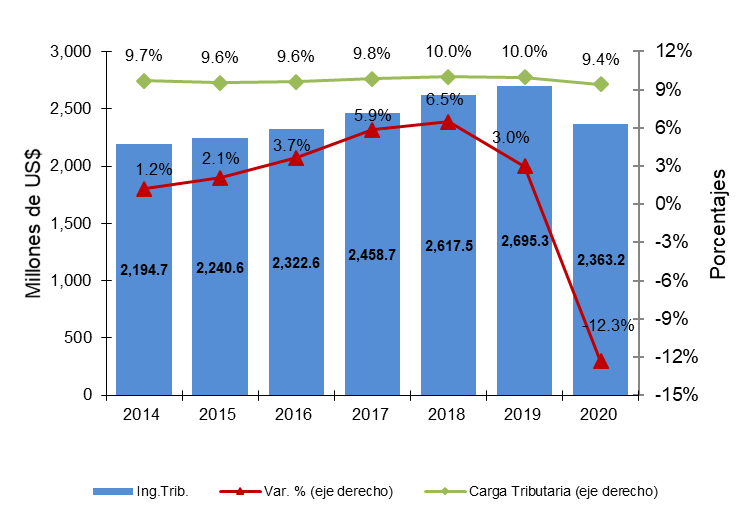 9.7% 9.6% 9.6% 9.8% 10.0% 10.0% 9.4%
3,000 12%
2,500 9%
2,000 6%
1,500 3%
1,000 0%
500 -3%
0 -6%
-9%
-12%
-15%
Millones de US$
Porcentajes
1.2% 2.1% 3.7% 5.9% 6.5% 3.0% -12.3%
2,194.7 2,240.6 2,322.6 2,458.7 2,617.5 2,695.3 2,363.2
2014 2015 2016 2017 2018 2019 2020
Ing.Trib. Var. % (eje derecho) Carga Tributaria (eje derecho)